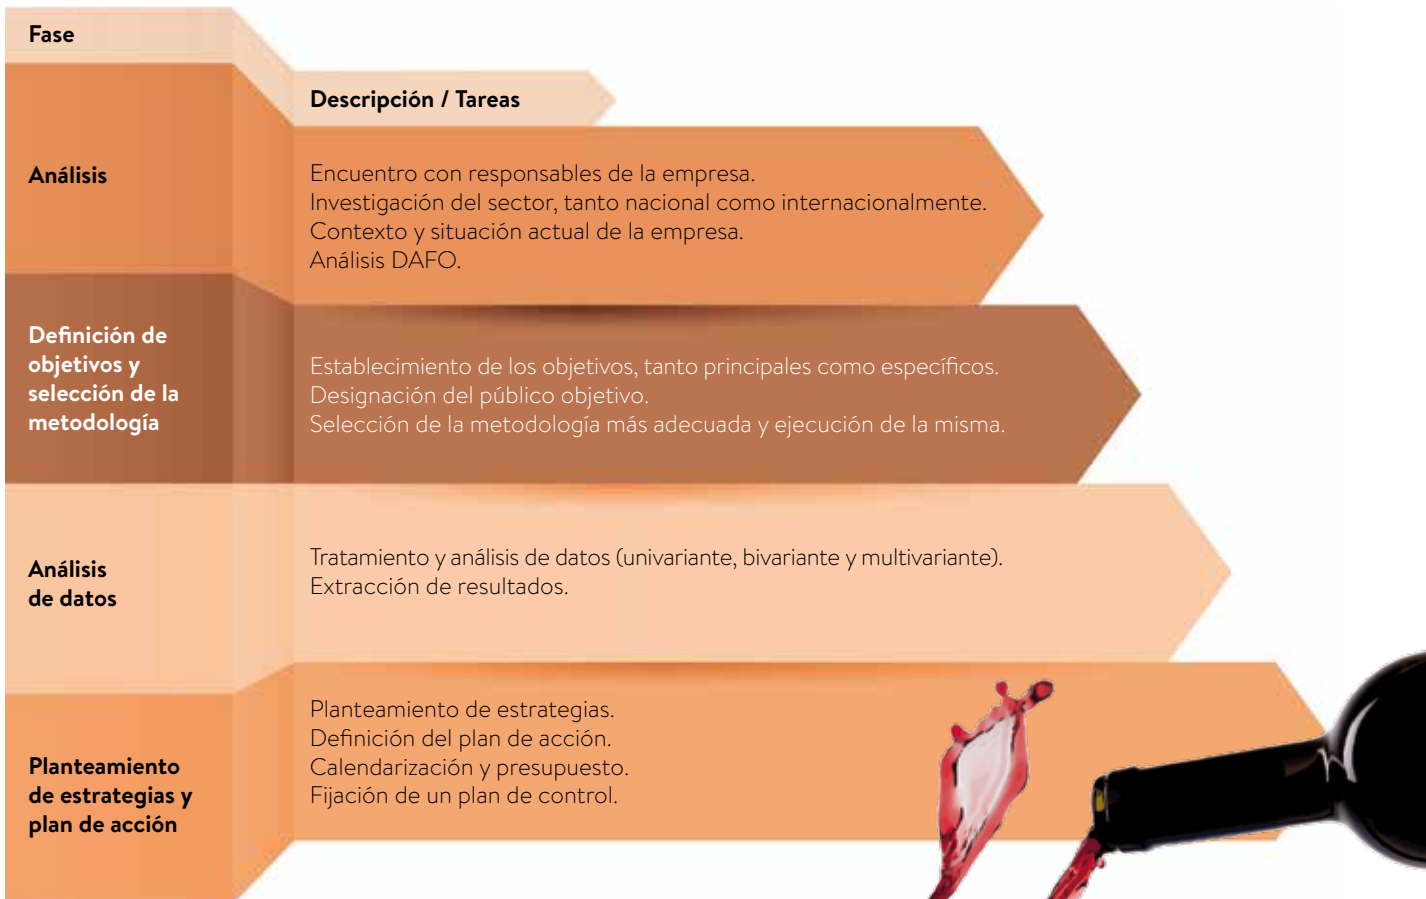 Fase
Descripción / Tareas
Análisis
Encuentro con responsables de la empresa.
Investigación del sector, tanto nacional como internacionalmente.
Contexto y situación actual de la empresa.
Análisis DAFO.
Definición de
objetivos y
selección de la
metodología
Establecimiento de los objetivos, tanto principales como específicos.
Designación del público objetivo.
Selección de la metodología más adecuada y ejecución de la misma.
Análisis
de datos
Tratamiento y análisis de datos (univariante, bivariante y multivariante).
Extracción de resultados.
Planteamiento
de estrategias y
plan de acción
Planteamiento de estrategias.
Definición del plan de acción.
Calendarización y presupuesto.
Fijación de un plan de control.